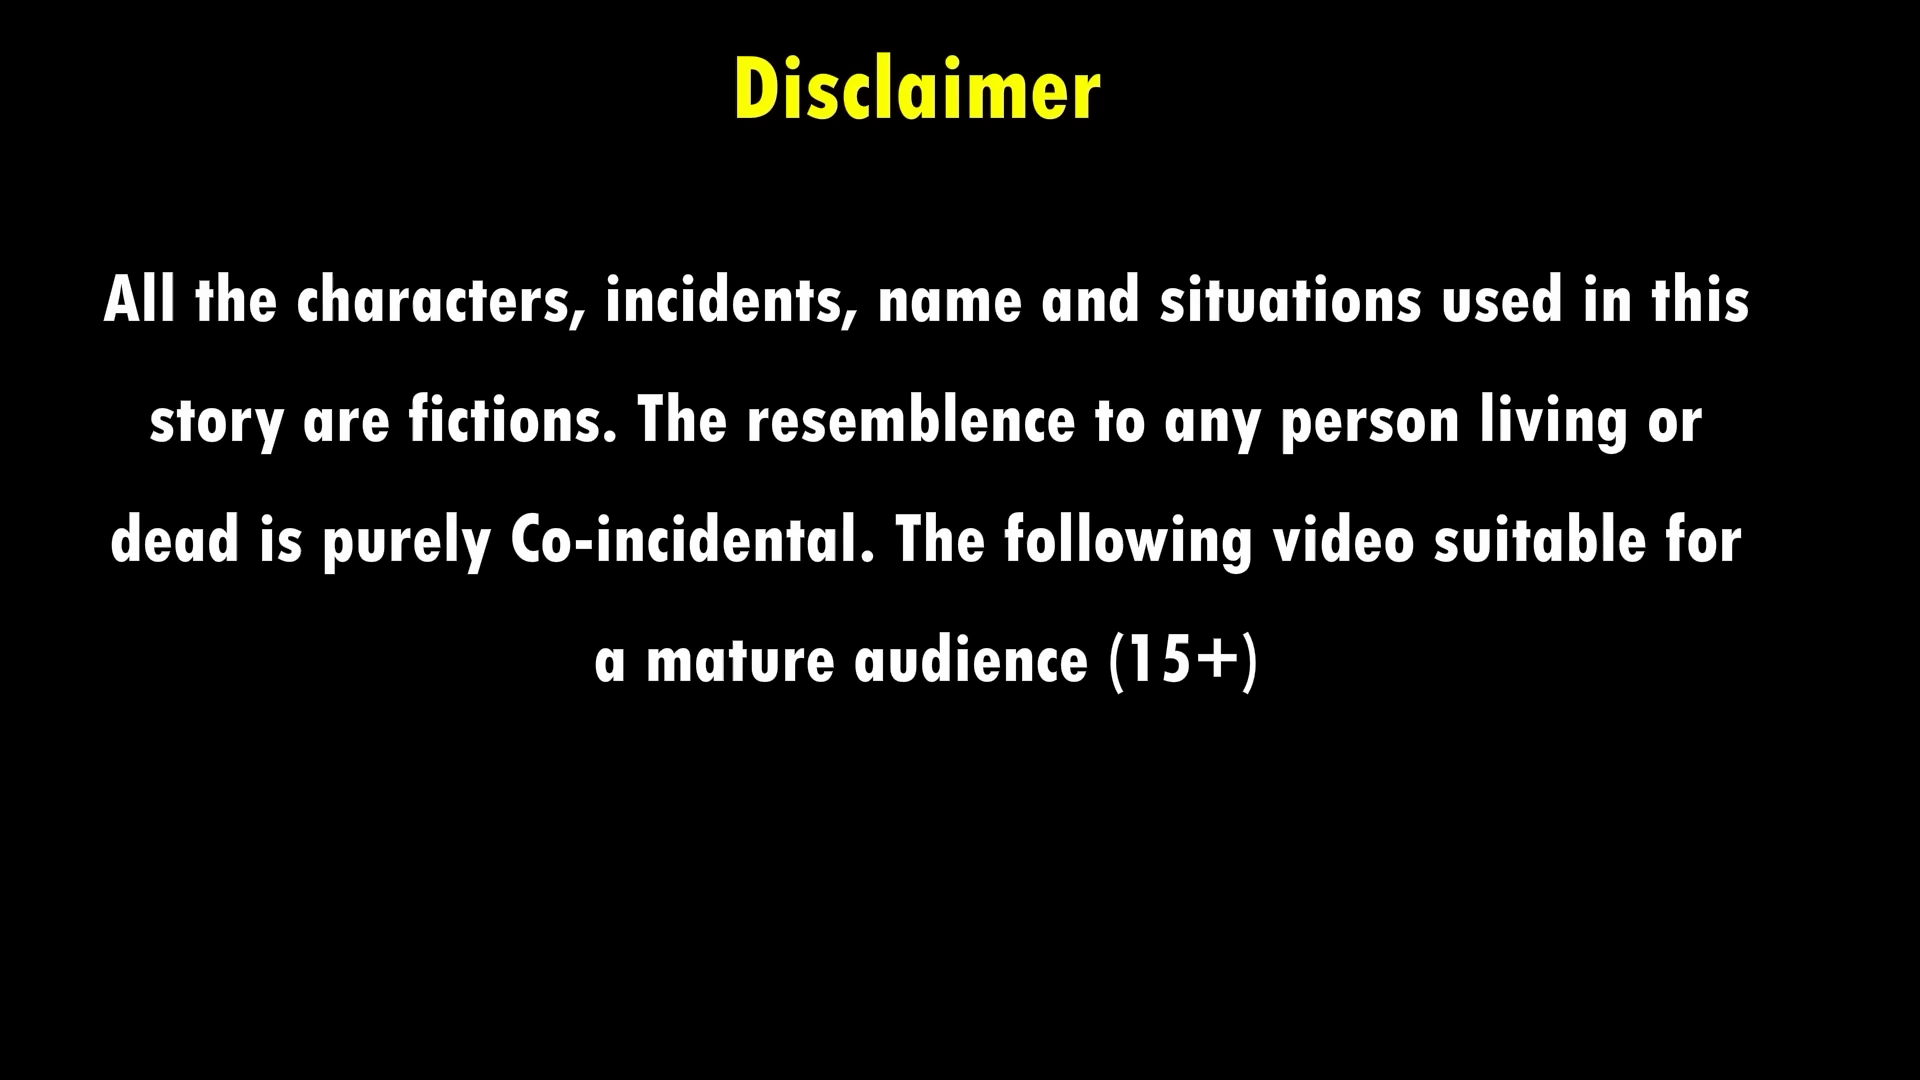 Disclaimer
All the characters, incidents, name and situations used in this
story are fictions. The resemblence to any person living or
dead is purely Co-incidental. The following video suitable for
a mature audience (15+)